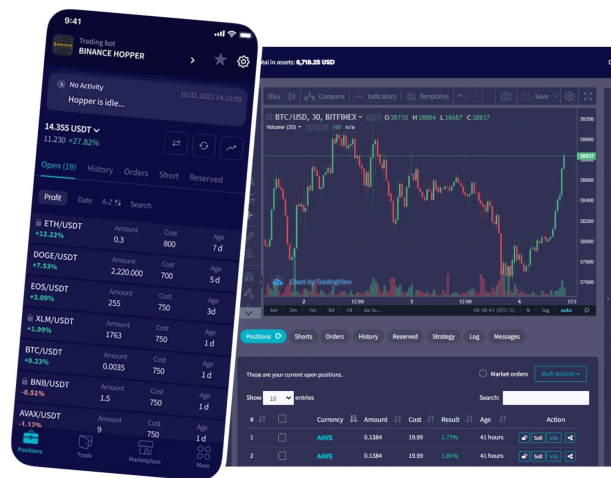 9:41
Trading bot
BINANCE HOPPER
No Activity
10.02.2022 14:15:59
Hopper is idle...
14.355 USDT
11.230 +27.82%
Open (19) History Orders Short Reserved
Profit Date A-Z Search
ETH/USDT Amount Cost Age
+12.22% 0.3 800 7 d
DOGE/USDT Amount Cost Age
+7.53% 2.220.000 700 5 d
EOS/USDT Amount Cost Age
+3.09% 255 750 3d
XLM/USDT Amount Cost Age
+1.99% 1763 750 1 d
BTC/USDT Amount Cost Age
+0.23% 0.0035 750 1 d
BNB/USDT Amount Cost Age
-0.51% 1.5 750 1 d
AVAX/USDT Amount Cost Age
-1.12% 9 750 1 d
Positions Trade Marketplace More
tal in assets: 6,718.25 USD
30m Compare Indicators Templates Save
BTC/USD, 30, BITFINEX O38710 H38884 L38687 C38837
Volume (20) 160 n/a
39200
39000
38837
38600
38400
38200
38000
37800
37600
Chart by TradingView
2 12:00 3 12:00 4 12:0
6m 3m 1m 5d 1d Go to... 10:18:41 (UTC+2) % log auto
Positions Shorts Orders History Reserved Strategy Log Messages
These are your current open positions.
Market orders Bulk actions
Show 10 entries Search:
# Currency Amount Cost Result Age Action
1 AAVE 0.1384 19.99 1.77% 41 hours Sell Info
2 AAVE 0.1384 19.99 1.81% 41 hours Sell Info